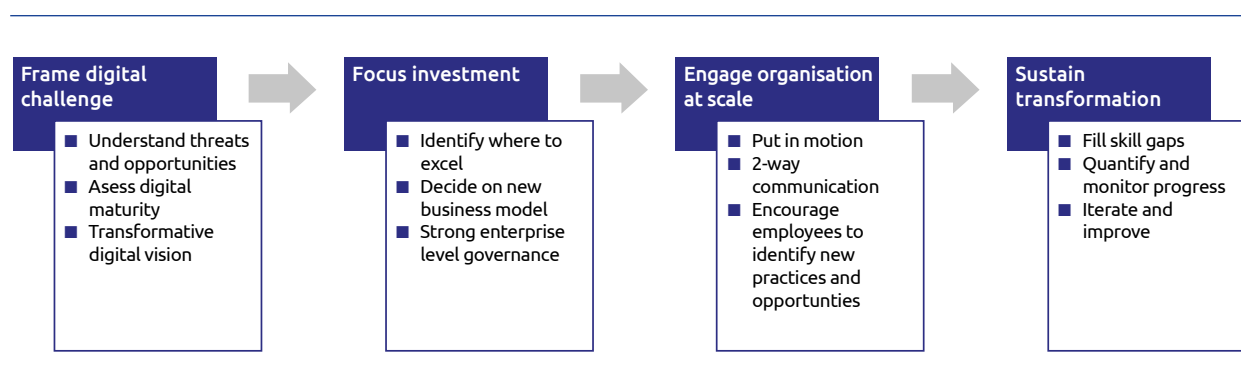 Frame digital
challenge
■ Understand threats
and opportunities
■ Asess digital
maturity
■ Transformative
digital vision
Focus investment
■ Identify where to
excel
■ Decide on new
business model
■ Strong enterprise
level governance
Engage organisation
at scale
■ Put in motion
■ 2-way
communication
■ Encourage
employees to
identify new
practices and
opportunties
Sustain
transformation
■ Fill skill gaps
■ Quantify and
monitor progress
■ Iterate and
improve